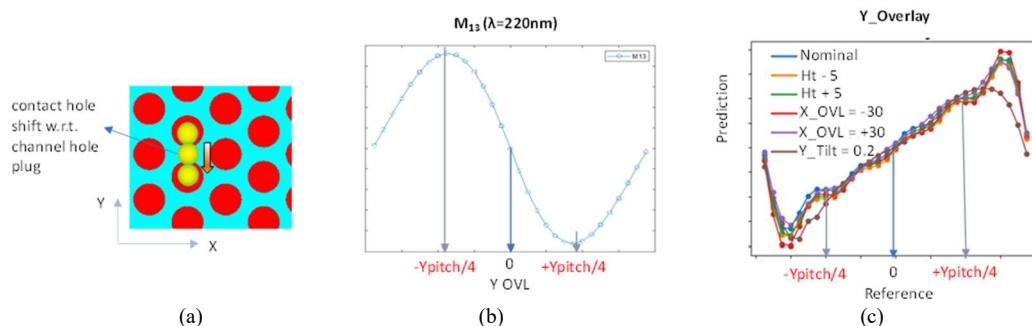 contact hole
shift w.r.t.
channel hole
plug
Y
X
(a)
M13 (λ=220nm)
M13
-Ypitch/4
0
+Ypitch/4
Y OVL
(b)
Y_Overlay
Prediction
Nominal
Ht - 5
Ht + 5
X_OVL = -30
X_OVL = +30
Y_Tilt = 0.2
-Ypitch/4
0
+Ypitch/4
Reference
(c)